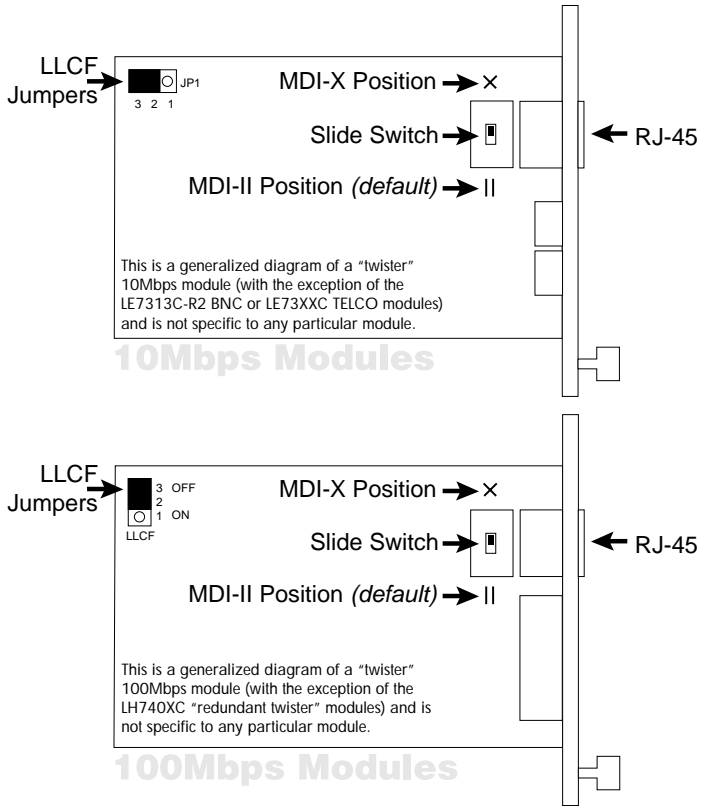 LLCF
Jumpers
JP1
3 2 1
MDI-X Position
Slide Switch
RJ-45
MDI-II Position (default)
This is a generalized diagram of a “twister”
10Mbps module (with the exception of the
LE7313C-R2 BNC or LE73XXC TELCO modules)
and is not specific to any particular module.
10Mbps Modules
LLCF
Jumpers
3 OFF
2
1 ON
LLCF
MDI-X Position
Slide Switch
RJ-45
MDI-II Position (default)
This is a generalized diagram of a “twister”
100Mbps module (with the exception of the
LH740XC “redundant twister” modules) and is
not specific to any particular module.
100Mbps Modules